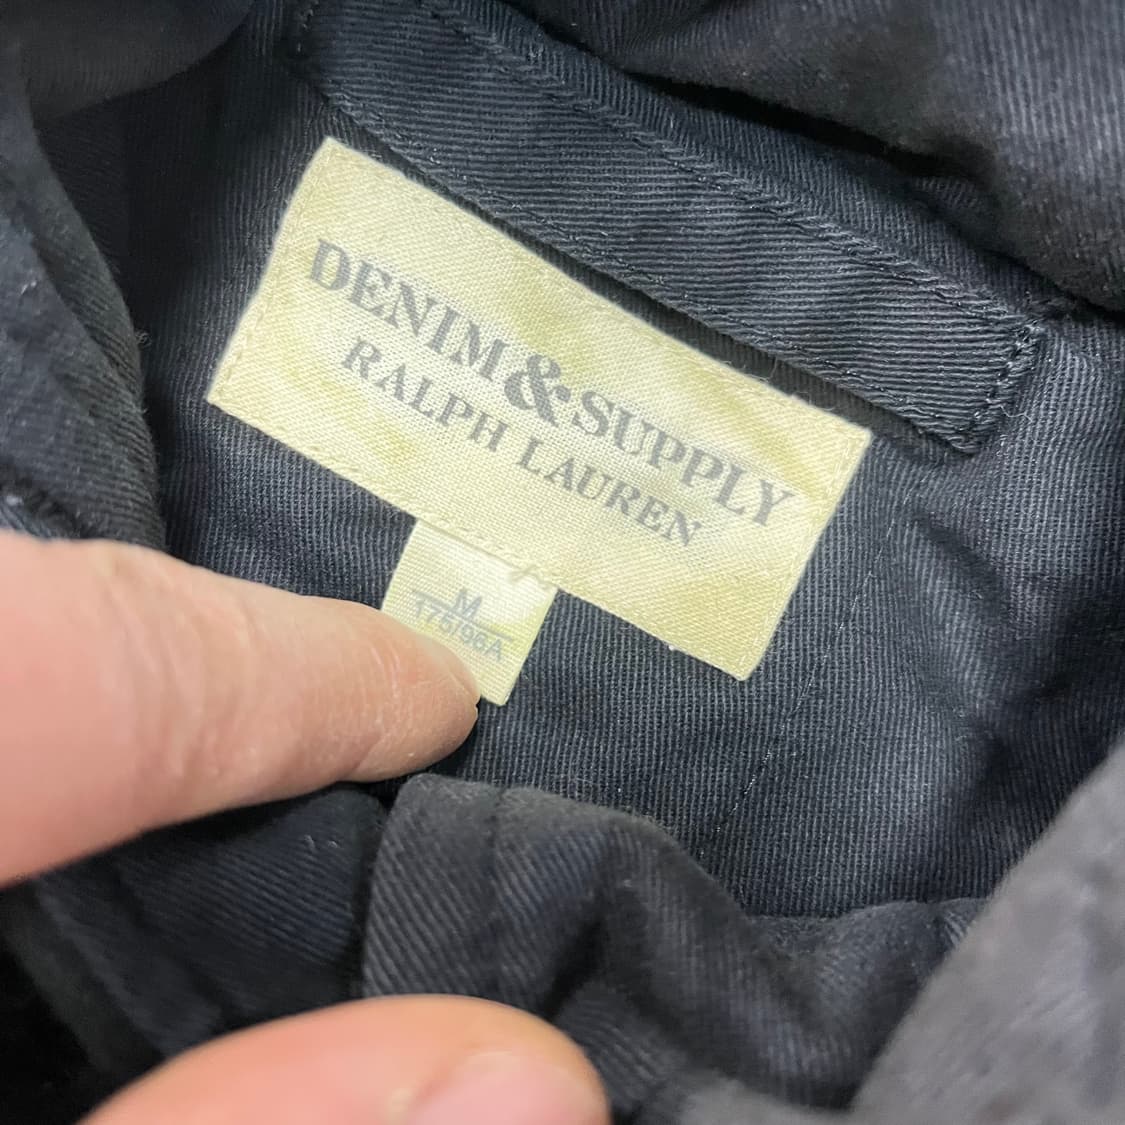 DENIM & SUPPLY
RALPH LAUREN
M
175/96A